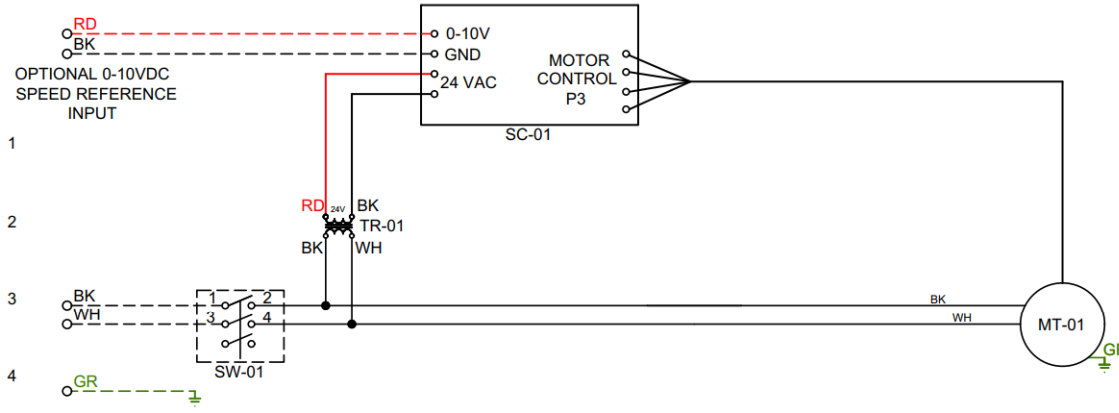 RD
BK
OPTIONAL 0-10VDC
SPEED REFERENCE
INPUT
0-10V
GND
24 VAC
MOTOR
CONTROL
P3
SC-01
1
2
RD
24V
BK
TR-01
BK
WH
3
BK
WH
1
2
3
4
SW-01
BK
WH
MT-01
4
GR